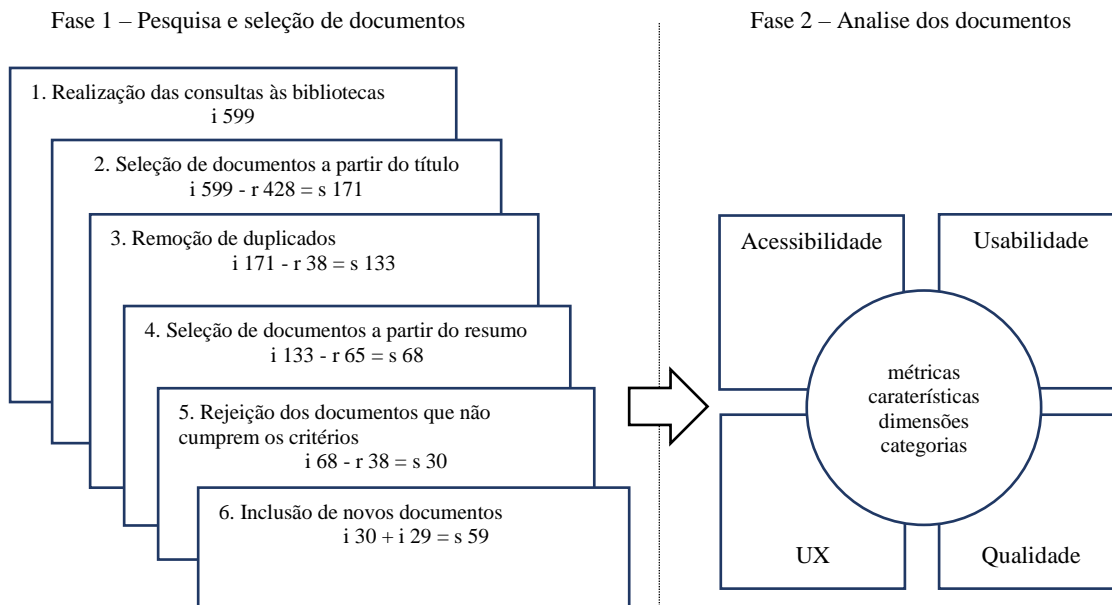 Fase 1 – Pesquisa e seleção de documentos
1. Realização das consultas às bibliotecas
i 599
2. Seleção de documentos a partir do título
i 599 - r 428 = s 171
3. Remoção de duplicados
i 171 - r 38 = s 133
4. Seleção de documentos a partir do resumo
i 133 - r 65 = s 68
5. Rejeição dos documentos que não
cumprem os critérios
i 68 - r 38 = s 30
6. Inclusão de novos documentos
i 30 + i 29 = s 59
Fase 2 – Analise dos documentos
Acessibilidade
Usabilidade
métricas
caraterísticas
dimensões
categorias
UX
Qualidade